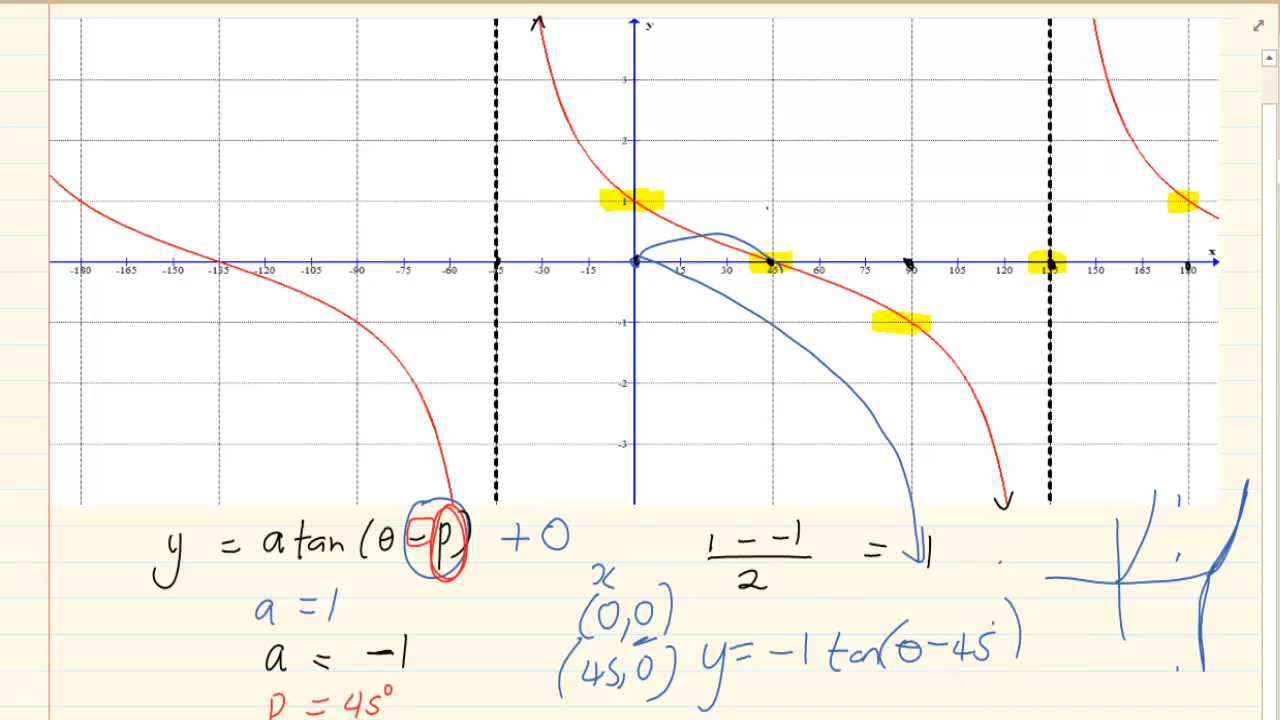 y
3
2
1
x
-180 -165 -150 -135 -120 -105 -90 -75 -60 -45 -30 -15 15 30 45 60 75 90 105 120 135 150 165 180
-1
-2
-3
y = a tan (θ - p) + 0
1 - -1 / 2 = 1
a = 1
x
(0, 0)
a = -1
(45, 0) y = -1 tan(θ - 45°)
p = 45°